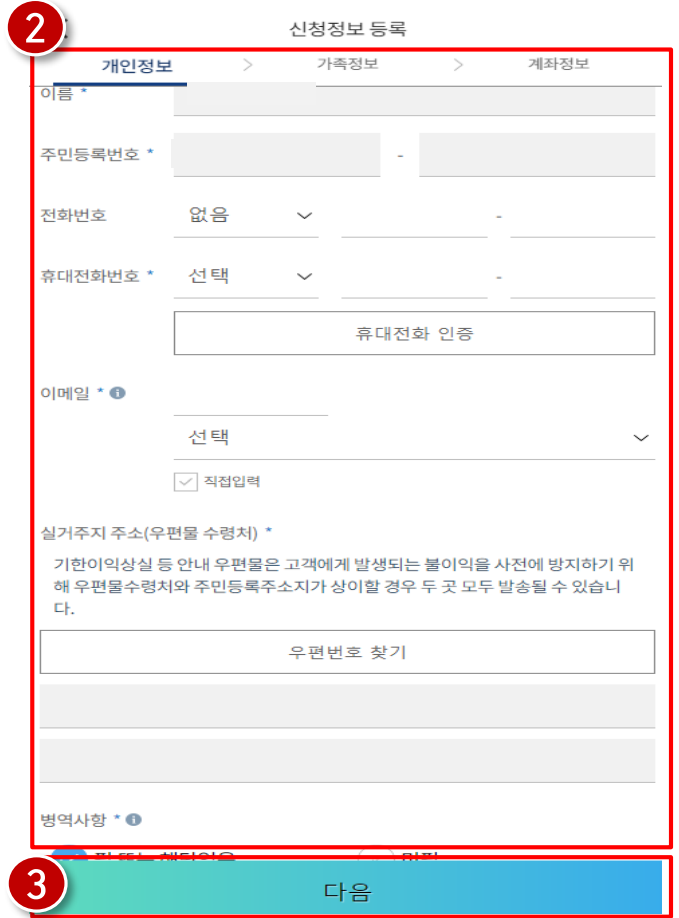 2
신청정보 등록
개인정보 > 가족정보 > 계좌정보
이름 *
주민등록번호 * -
전화번호 없음 -
휴대전화번호 * 선택 -
휴대전화 인증
이메일 *
선택
직접입력
실거주지 주소(우편물 수령처) *
기한이익상실 등 안내 우편물은 고객에게 발생되는 불이익을 사전에 방지하기 위
해 우편물수령처와 주민등록주소지가 상이할 경우 두 곳 모두 발송될 수 있습니
다.
우편번호 찾기
병역사항 *
3
다음